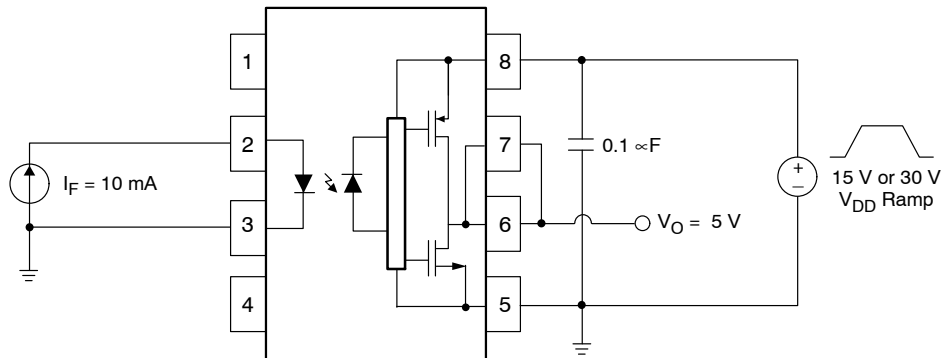 1
8
2
7
I_F = 10 mA
0.1 ∝F
+
–
15 V or 30 V
V_DD Ramp
3
6
V_O = 5 V
4
5